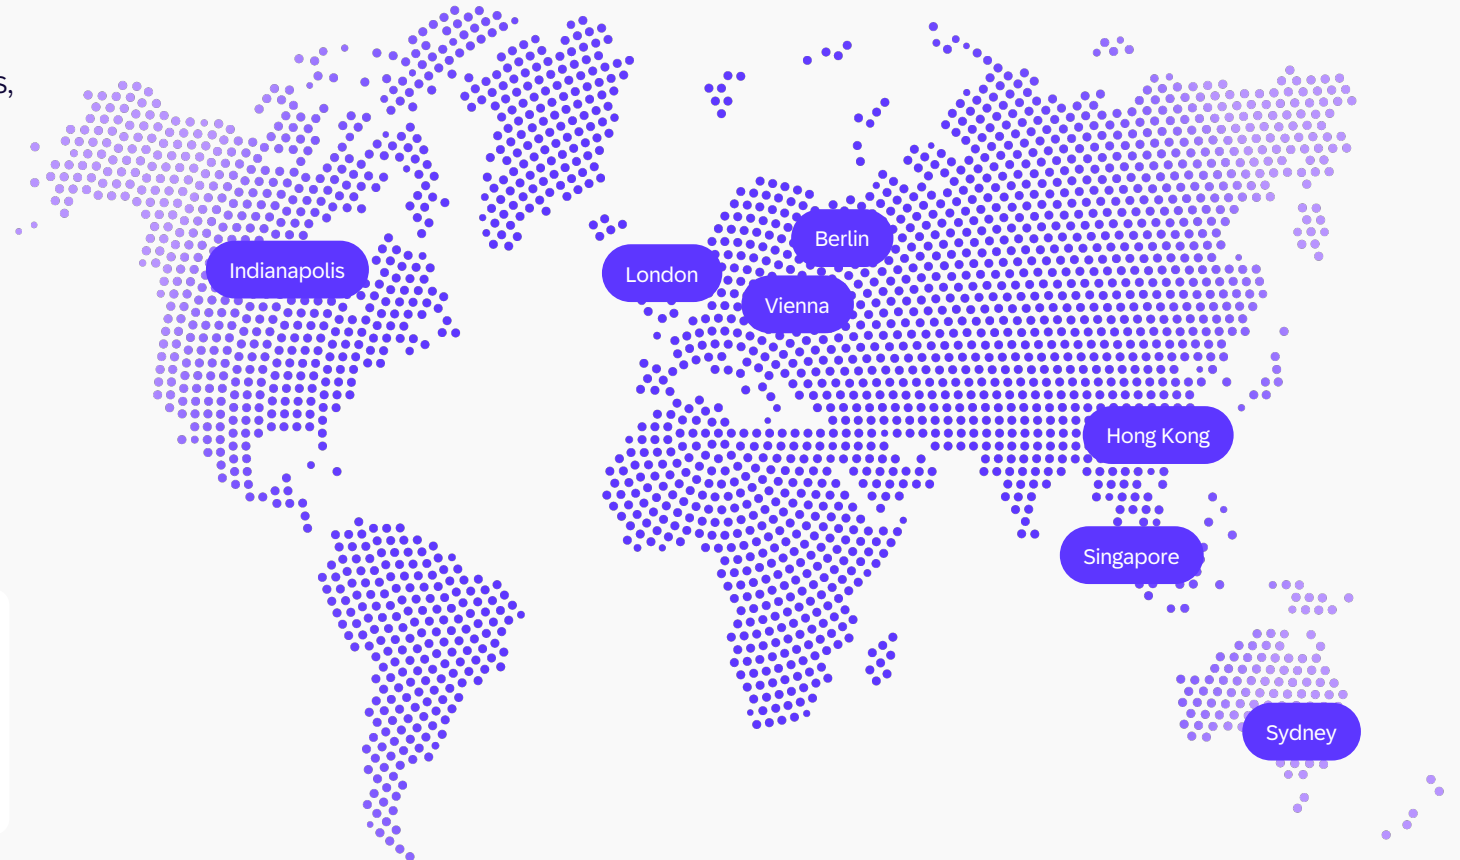 s,
Berlin
Indianapolis
London
Vienna
Hong Kong
Singapore
Sydney